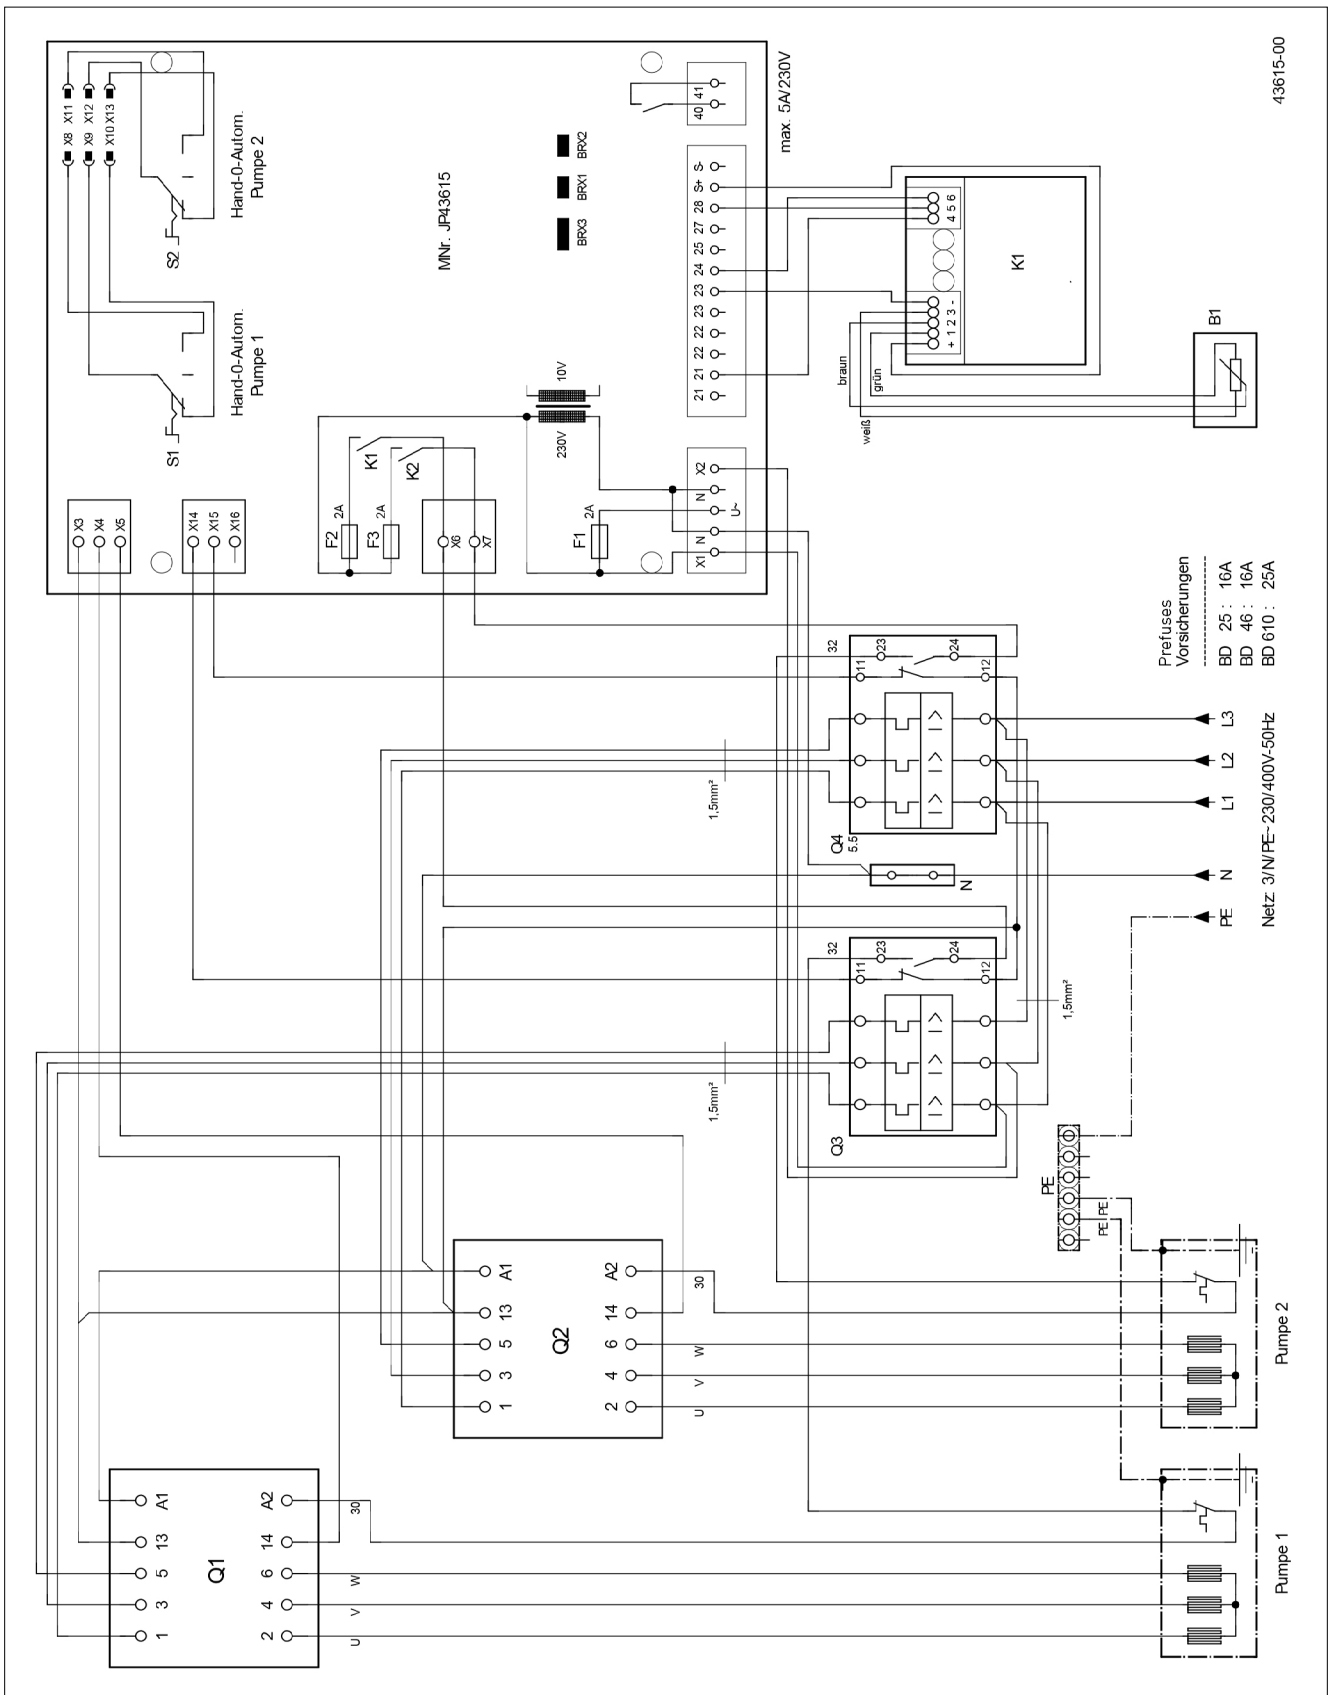 43615-00
X8 X11
X9 X12
X10 X13
S2
Hand-0-Autom.
Pumpe 2
S1
Hand-0-Autom.
Pumpe 1
MNr. JP43615
BRX3
BRX1
BRX2
40 41
max. 5A/230V
X3
X4
X5
X14
X15
X16
F2
2A
F3
2A
K1
K2
X6
X7
F1
2A
230V
10V
X1 N U~ N X2
21 21 22 22 23 23 24 25 27 28 S+ S-
+ 1 2 3 -
4 5 6
K1
braun
grün
weiß
B1
Prefuses
Vorsicherungen
BD 25 : 16A
BD 46 : 16A
BD 610 : 25A
Q4
5.5
32
11
23
24
12
1,5mm²
N
Q3
32
11
23
24
12
1,5mm²
1,5mm²
PE N L1 L2 L3
Netz: 3/N/PE~230/400V-50Hz
PE
PE PE
Q2
1 3 5 13 A1
2 4 6 14 A2
U V W 30
Pumpe 2
Q1
1 3 5 13 A1
2 4 6 14 A2
U V W 30
Pumpe 1